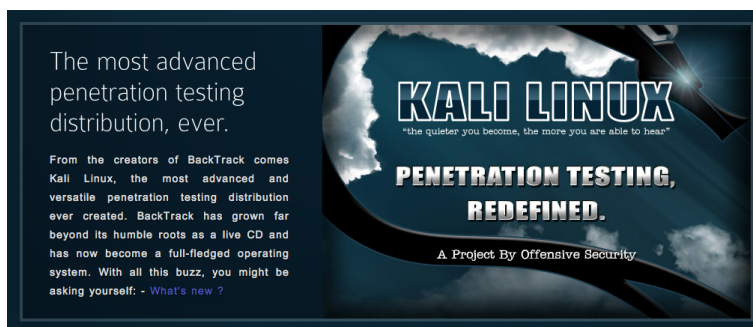 The most advanced
penetration testing
distribution, ever.
From the creators of BackTrack comes
Kali Linux, the most advanced and
versatile penetration testing distribution
ever created. BackTrack has grown far
beyond its humble roots as a live CD and
has now become a full-fledged operating
system. With all this buzz, you might be
asking yourself: - What's new ?
KALI LINUX
"the quieter you become, the more you are able to hear"
PENETRATION TESTING,
REDEFINED.
A Project By Offensive Security